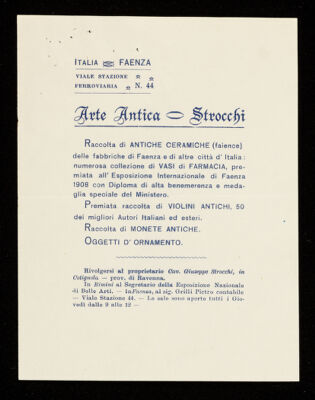 ITALIA FAENZA
VIALE STAZIONE
FERROVIARIA N. 44
Arte Antica Strocchi
Raccolta di ANTICHE CERAMICHE (faience)
delle fabbriche di Faenza e di altre città d' Italia:
numerosa collezione di VASI di FARMACIA, pre-
miata all' Esposizione Internazionale di Faenza
1908 con Diploma di alta benemerenza e meda-
glia speciale del Ministero.
Premiata raccolta di VIOLINI ANTICHI, 50
dei migliori Autori Italiani ed esteri.
Raccolta di MONETE ANTICHE.
OGGETTI D' ORNAMENTO.
Rivolgersi al proprietario Cav. Giuseppe Strocchi, in
Cotignola — prov. di Ravenna.
In Rimini al Segretario della Esposizione Nazionale
di Belle Arti. — In Faenza, al sig. Grilli Pietro contabile
— Viale Stazione 44. — Le sale sono aperte tutti i Gio-
vedì dalle 9 alle 12 —